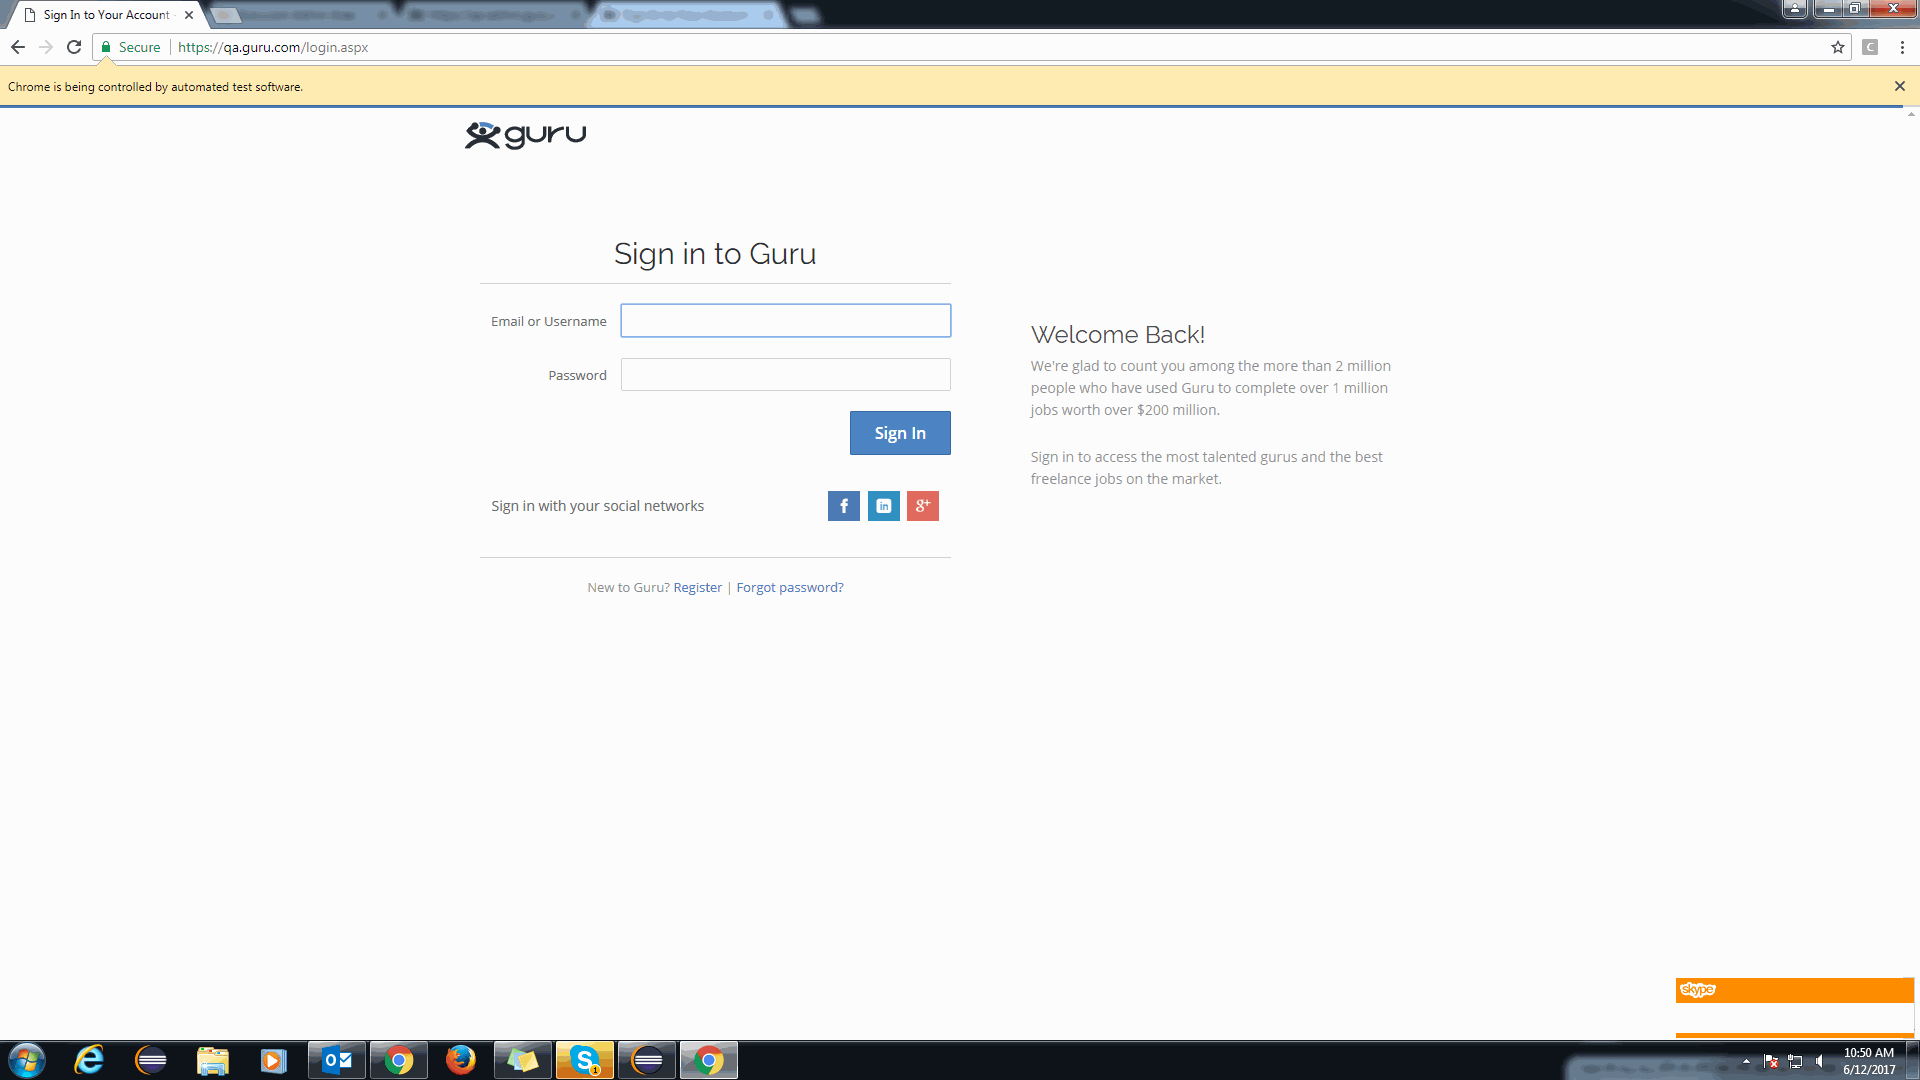 Sign In to Your Account
Secure
https://qa.guru.com/login.aspx
C
Chrome is being controlled by automated test software.
guru
Sign in to Guru
Email or Username
Password
Sign In
Sign in with your social networks
f
in
g+
New to Guru? Register | Forgot password?
Welcome Back!
We're glad to count you among the more than 2 million
people who have used Guru to complete over 1 million
jobs worth over $200 million.
Sign in to access the most talented gurus and the best
freelance jobs on the market.
skype
1
10:50 AM
6/12/2017